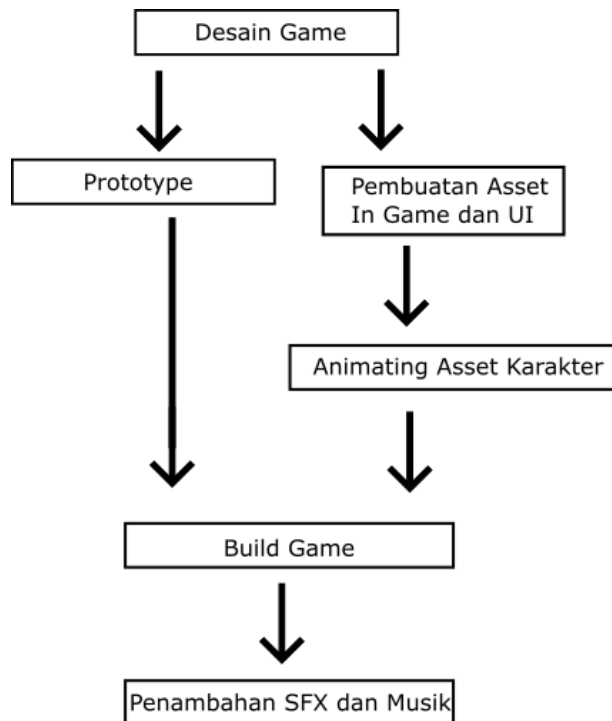 Desain Game
Prototype
Pembuatan Asset
In Game dan UI
Animating Asset Karakter
Build Game
Penambahan SFX dan Musik